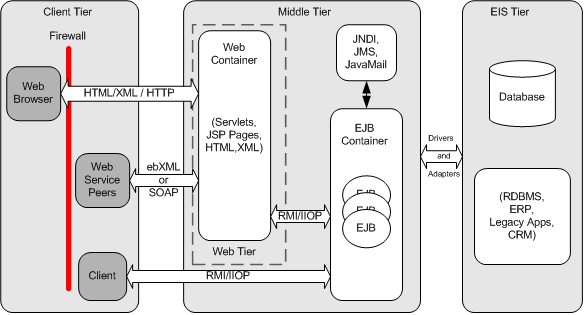 Client Tier
Middle Tier
EIS Tier
Firewall
Web
Browser
HTML/XML / HTTP
Web
Container
(Servlets,
JSP Pages,
HTML,XML)
JNDI,
JMS,
JavaMail
Database
EJB
Container
Drivers
and
Adapters
Web
Service
Peers
ebXML
or
SOAP
EJB
EJB
EJB
RMI/IIOP
(RDBMS,
ERP,
Legacy Apps,
CRM)
Web Tier
Client
RMI/IIOP